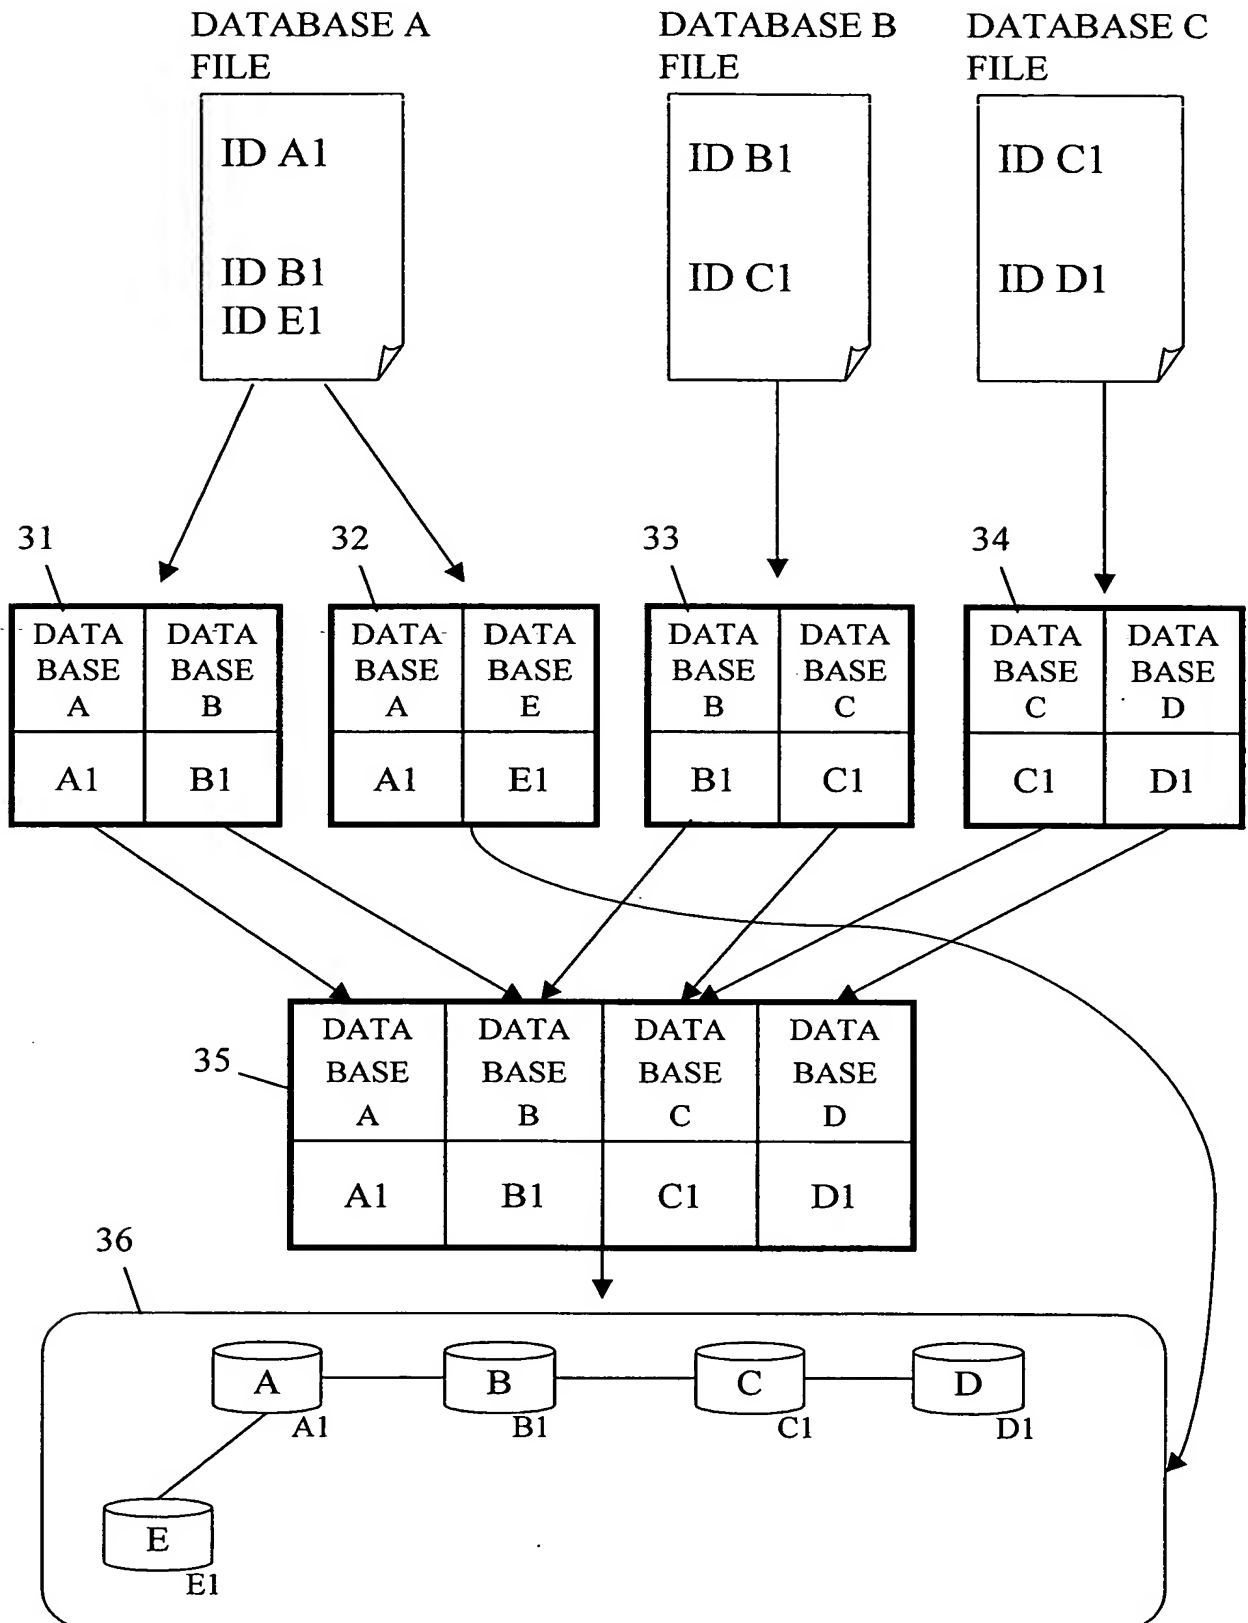 DATABASE A
FILE
DATABASE B
FILE
DATABASE C
FILE
ID A1
ID B1
ID E1
ID B1
ID C1
ID C1
ID D1
31
32
33
34
DATA
BASE
A
DATA
BASE
B
A1
B1
DATA
BASE
A
DATA
BASE
E
A1
E1
DATA
BASE
B
DATA
BASE
C
B1
C1
DATA
BASE
C
DATA
BASE
D
C1
D1
35
DATA
BASE
A
DATA
BASE
B
DATA
BASE
C
DATA
BASE
D
A1
B1
C1
D1
36
A
A1
B
B1
C
C1
D
D1
E
E1